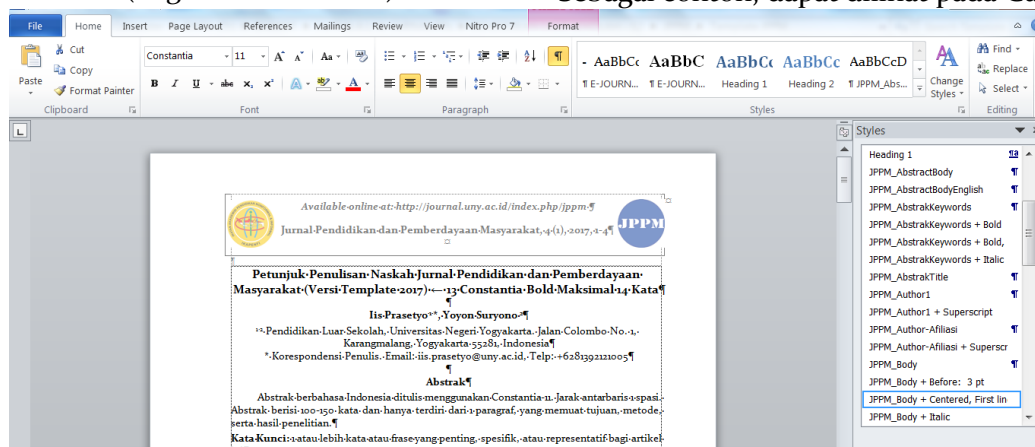 File Home Insert Page Layout References Mailings Review View Nitro Pro 7 Format
Cut
Copy
Format Painter
Paste
Clipboard
Constantia 11
Font
Paragraph
AaBbCc AaBbC AaBbCc AaBbCc AaBbCcD
¶ E-JOURN... ¶ E-JOURN... Heading 1 Heading 2 ¶ JPPM_Abs...
Change Styles
Styles
Find
Replace
Select
Editing
Styles
Heading 1
JPPM_AbstractBody
JPPM_AbstractBodyEnglish
JPPM_AbstrakKeywords
JPPM_AbstrakKeywords + Bold
JPPM_AbstrakKeywords + Bold,
JPPM_AbstrakKeywords + Italic
JPPM_AbstrakTitle
JPPM_Author1
JPPM_Author1 + Superscript
JPPM_Author-Afiliasi
JPPM_Author-Afiliasi + Superscr
JPPM_Body
JPPM_Body + Before: 3 pt
JPPM_Body + Centered, First lin
JPPM_Body + Italic
Available online at: http://journal.uny.ac.id/index.php/jppm ¶
Jurnal Pendidikan dan Pemberdayaan Masyarakat, 4 (1), 2017, 1-4¶
JPPM
Petunjuk Penulisan Naskah Jurnal Pendidikan dan Pemberdayaan
Masyarakat (Versi Template 2017) ← 13 Constantia Bold Maksimal 14 Kata¶
Iis Prasetyo¹*, Yoyon Suryono ²¶
¹ ² Pendidikan Luar Sekolah, Universitas Negeri Yogyakarta. Jalan Colombo No. 1,
Karangmalang, Yogyakarta 55281, Indonesia¶
* Korespondensi Penulis. Email: iis.prasetyo@uny.ac.id, Telp: +6281392121005¶
Abstrak¶
Abstrak berbahasa Indonesia ditulis menggunakan Constantia 11. Jarak antarbaris 1 spasi.
Abstrak berisi 100-150 kata dan hanya terdiri dari 1 paragraf, yang memuat tujuan, metode,
serta hasil penelitian.¶
Kata Kunci: 1 atau lebih kata atau frase yang penting, spesifik, atau representatif bagi artikel